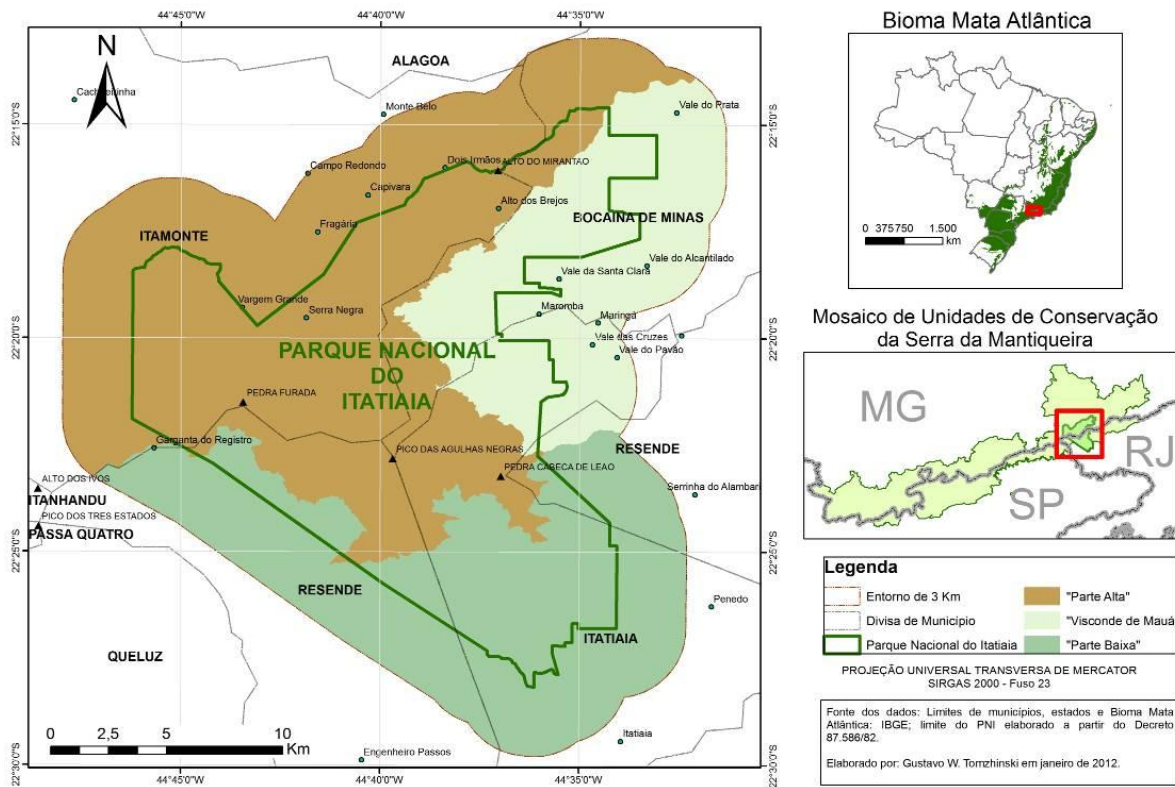 44°45'0"W
44°40'0"W
44°35'0"W
N
ALAGOA
Cachoeirinha
Monte Belo
Vale do Prata
22°15'0"S
22°15'0"S
Campo Redondo
Dois Irmãos
ALTO DO MIRANTAO
Capivara
Alto dos Brejos
Fragária
BOCAINA DE MINAS
ITAMONTE
Vale do Alcantilado
Vale da Santa Clara
Vargem Grande
Serra Negra
Maromba
Maringá
22°20'0"S
22°20'0"S
Vale das Cruzes
Vale do Pavão
PARQUE NACIONAL
DO
ITATIAIA
PEDRA FURADA
Garganta do Registro
PICO DAS AGULHAS NEGRAS
RESENDE
PEDRA CABECA DE LEAO
ALTO DOS IVOS
Serrinha do Alambari
ITANHANDU
PICO DOS TRES ESTADOS
PASSA QUATRO
22°25'0"S
22°25'0"S
RESENDE
Penedo
ITATIAIA
QUELUZ
0 2,5 5 10
Km
Itatiaia
Engenheiro Passos
22°30'0"S
22°30'0"S
44°45'0"W
44°40'0"W
44°35'0"W
Bioma Mata Atlântica
0 375750 1.500
km
Mosaico de Unidades de Conservação
da Serra da Mantiqueira
MG
RJ
SP
Legenda
Entorno de 3 Km
"Parte Alta"
Divisa de Município
"Visconde de Mauá
Parque Nacional do Itatiaia
"Parte Baixa"
PROJEÇÃO UNIVERSAL TRANSVERSA DE MERCATOR
SIRGAS 2000 - Fuso 23
Fonte dos dados: Limites de municípios, estados e Bioma Mata
Atlântica: IBGE; limite do PNI elaborado a partir do Decreto
87.586/82.
Elaborado por: Gustavo W. Tomzhinski em janeiro de 2012.